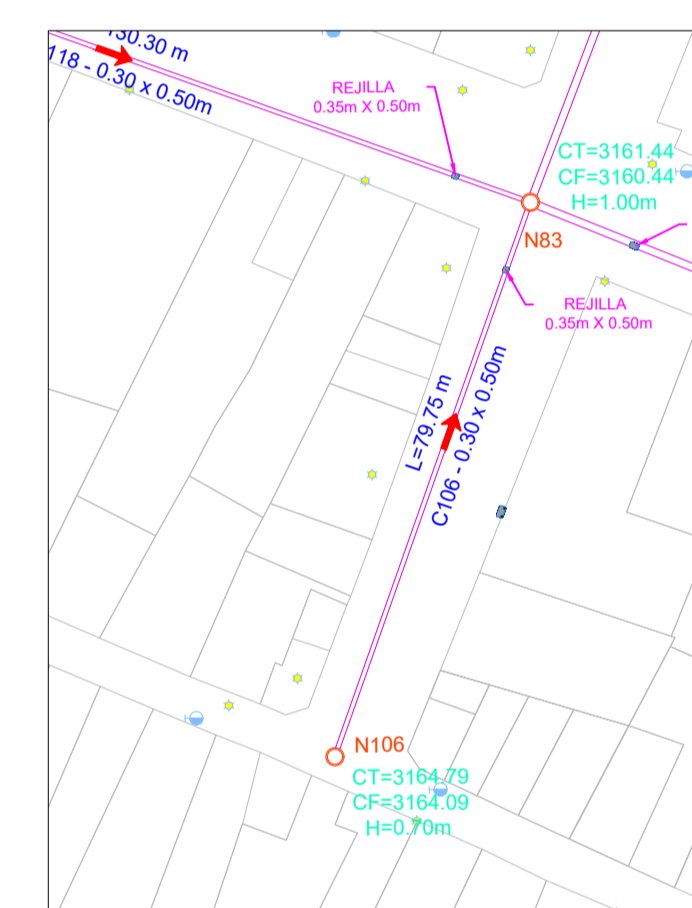 130.30 m
118 - 0.30 x 0.50m
REJILLA
0.35m X 0.50m
CT=3161.44
CF=3160.44
H=1.00m
N83
REJILLA
0.35m X 0.50m
L=79.75 m
C106 - 0.30 x 0.50m
N106
CT=3164.79
CF=3164.09
H=0.70m